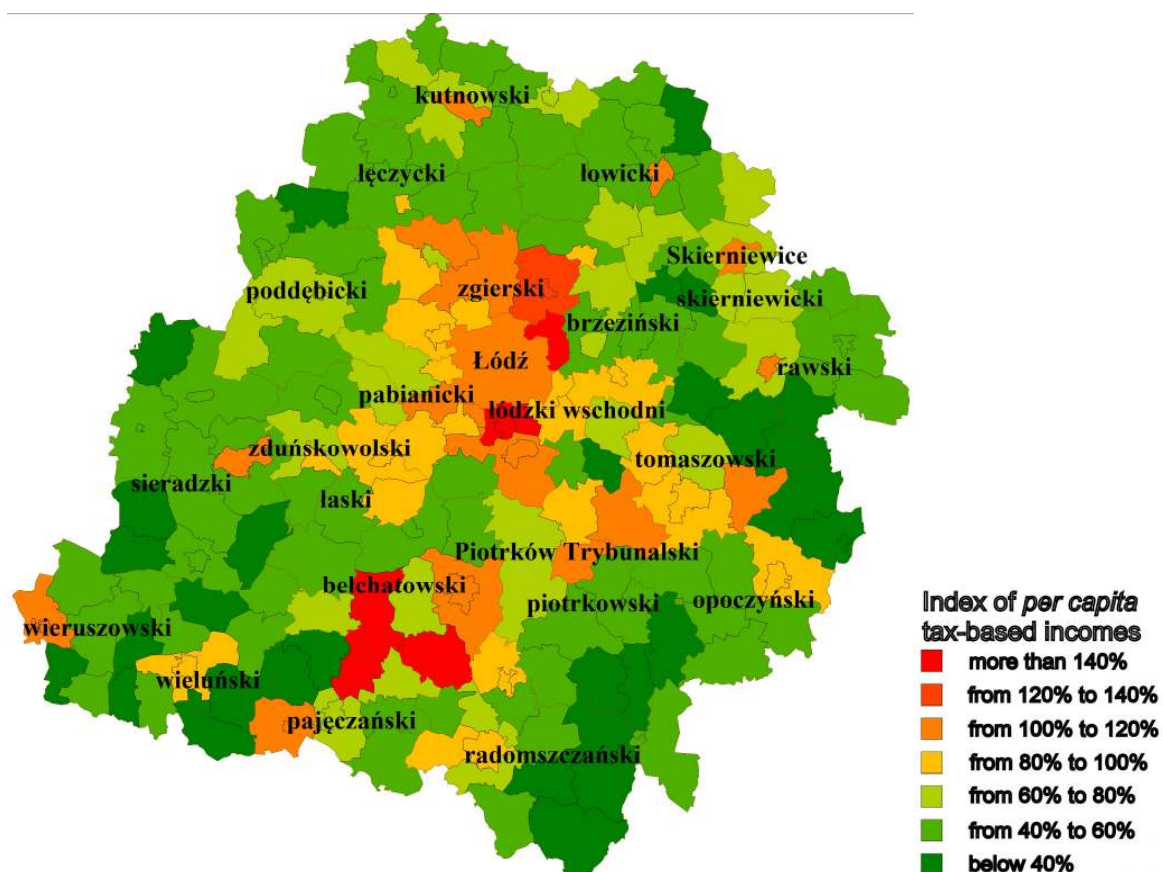 kutnowski
łęczycki
łowicki
Skierniewice
zgierski
poddębicki
skierniewicki
brzeziński
Łódź
rawski
pabianicki
łódzki wschodni
zduńskowolski
tomaszowski
sieradzki
łaski
Piotrków Trybunalski
bełchatowski
piotrkowski
opoczyński
wieruszowski
wieluński
pajęczański
radomszczański
Index of per capita
tax-based incomes
more than 140%
from 120% to 140%
from 100% to 120%
from 80% to 100%
from 60% to 80%
from 40% to 60%
below 40%